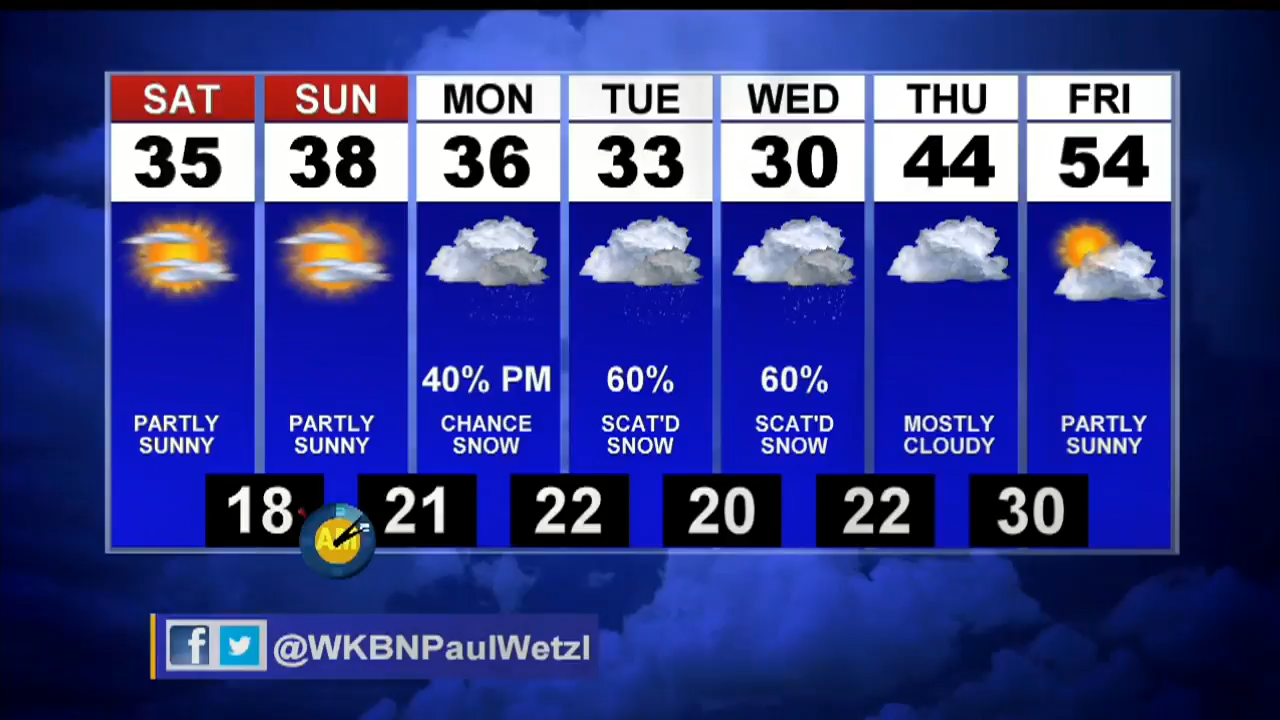 SAT SUN MON TUE WED THU FRI
35 38 36 33 30 44 54
40% PM 60% 60%
PARTLY SUNNY PARTLY SUNNY CHANCE SNOW SCAT'D SNOW SCAT'D SNOW MOSTLY CLOUDY PARTLY SUNNY
18 21 22 20 22 30
AM
f @WKBNPaulWetzl